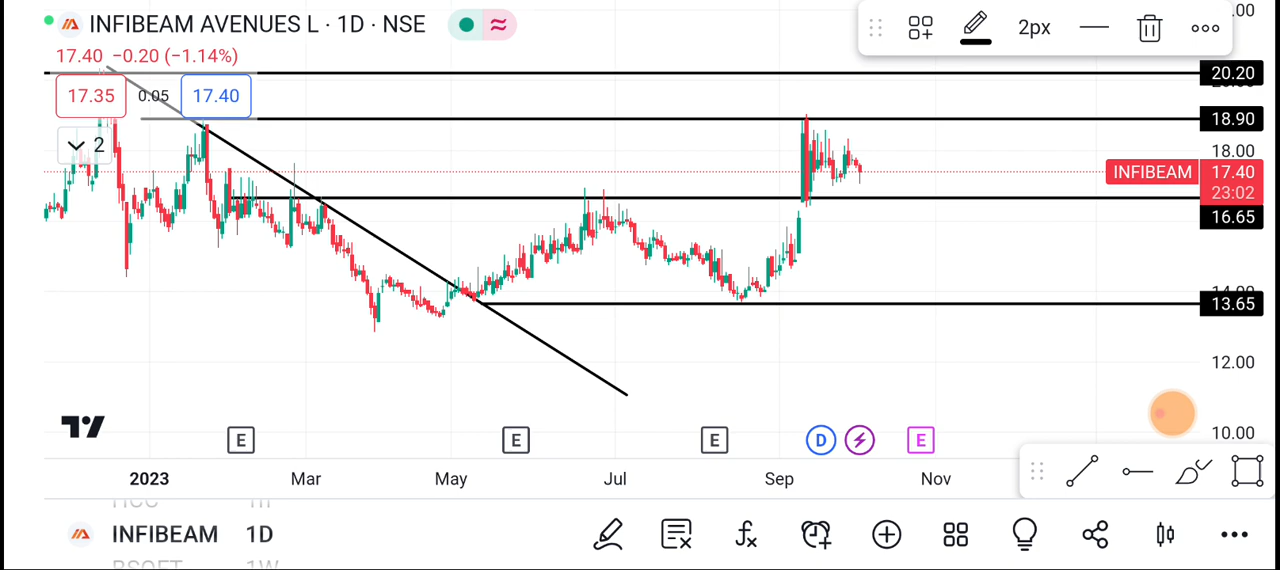 INFIBEAM AVENUES L · 1D · NSE
17.40 −0.20 (−1.14%)
17.35 0.05 17.40
2
2px
20.20
18.90
18.00
INFIBEAM 17.40
23:02
16.65
13.65
12.00
10.00
E E E D E
2023 Mar May Jul Sep Nov
INFIBEAM 1D